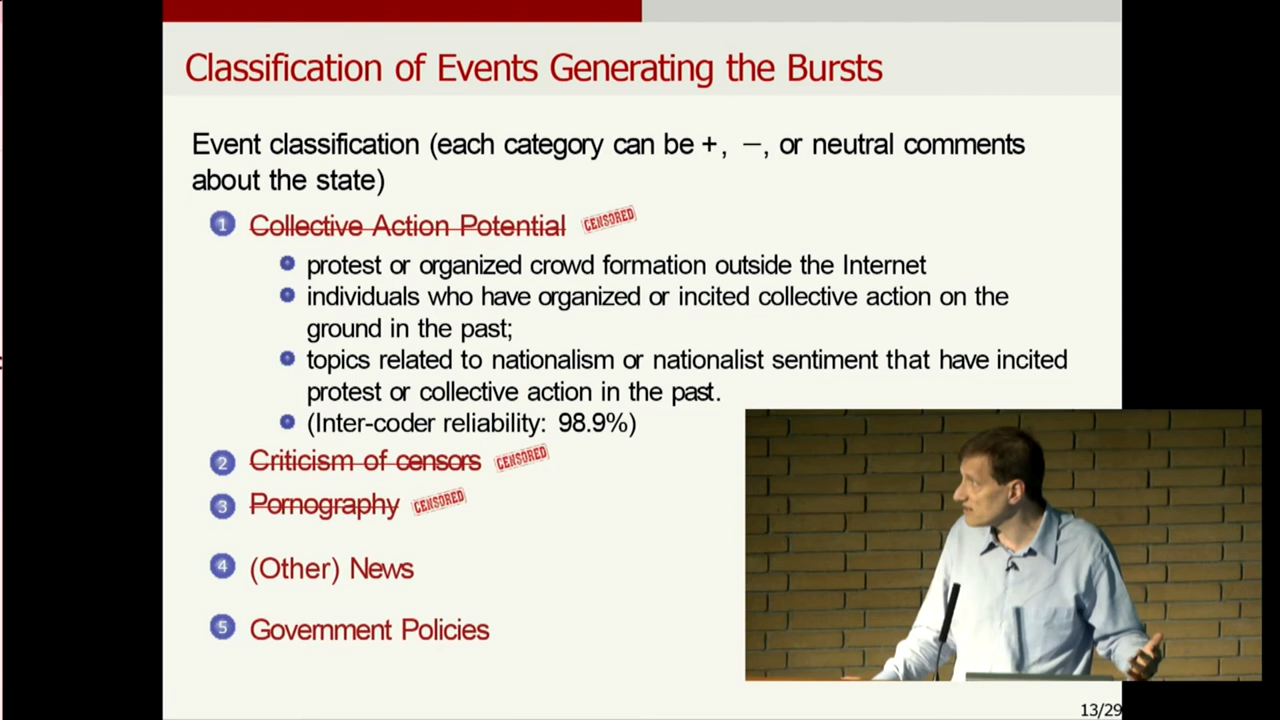 Classification of Events Generating the Bursts
Event classification (each category can be +, −, or neutral comments
about the state)
1 Collective Action Potential CENSORED
protest or organized crowd formation outside the Internet
individuals who have organized or incited collective action on the
ground in the past;
topics related to nationalism or nationalist sentiment that have incited
protest or collective action in the past.
(Inter-coder reliability: 98.9%)
2 Criticism of censors CENSORED
3 Pornography CENSORED
4 (Other) News
5 Government Policies
13/29